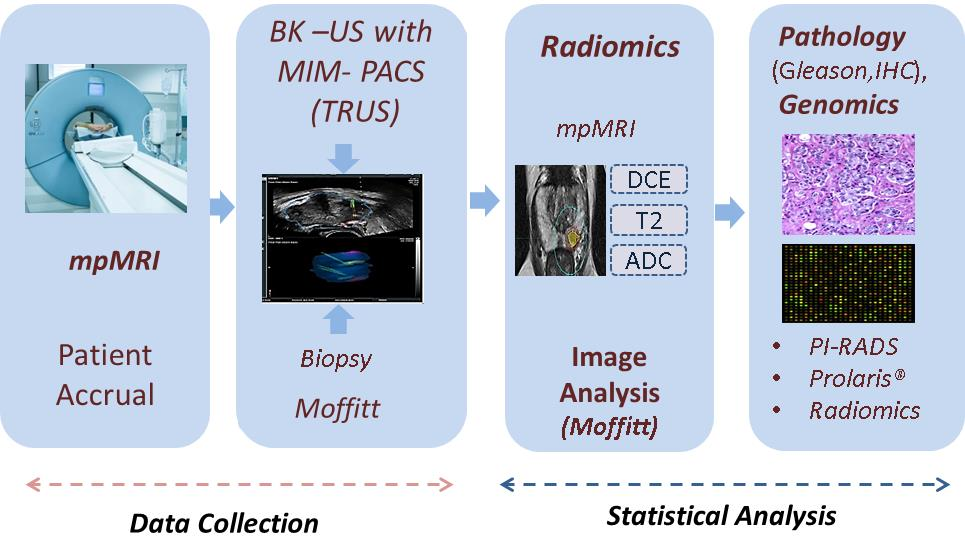 mpMRI
Patient
Accrual
BK –US with
MIM- PACS
(TRUS)
Biopsy
Moffitt
Radiomics
mpMRI
DCE
T2
ADC
Image
Analysis
(Moffitt)
Pathology
(Gleason,IHC),
Genomics
• PI-RADS
• Prolaris®
• Radiomics
Data Collection
Statistical Analysis